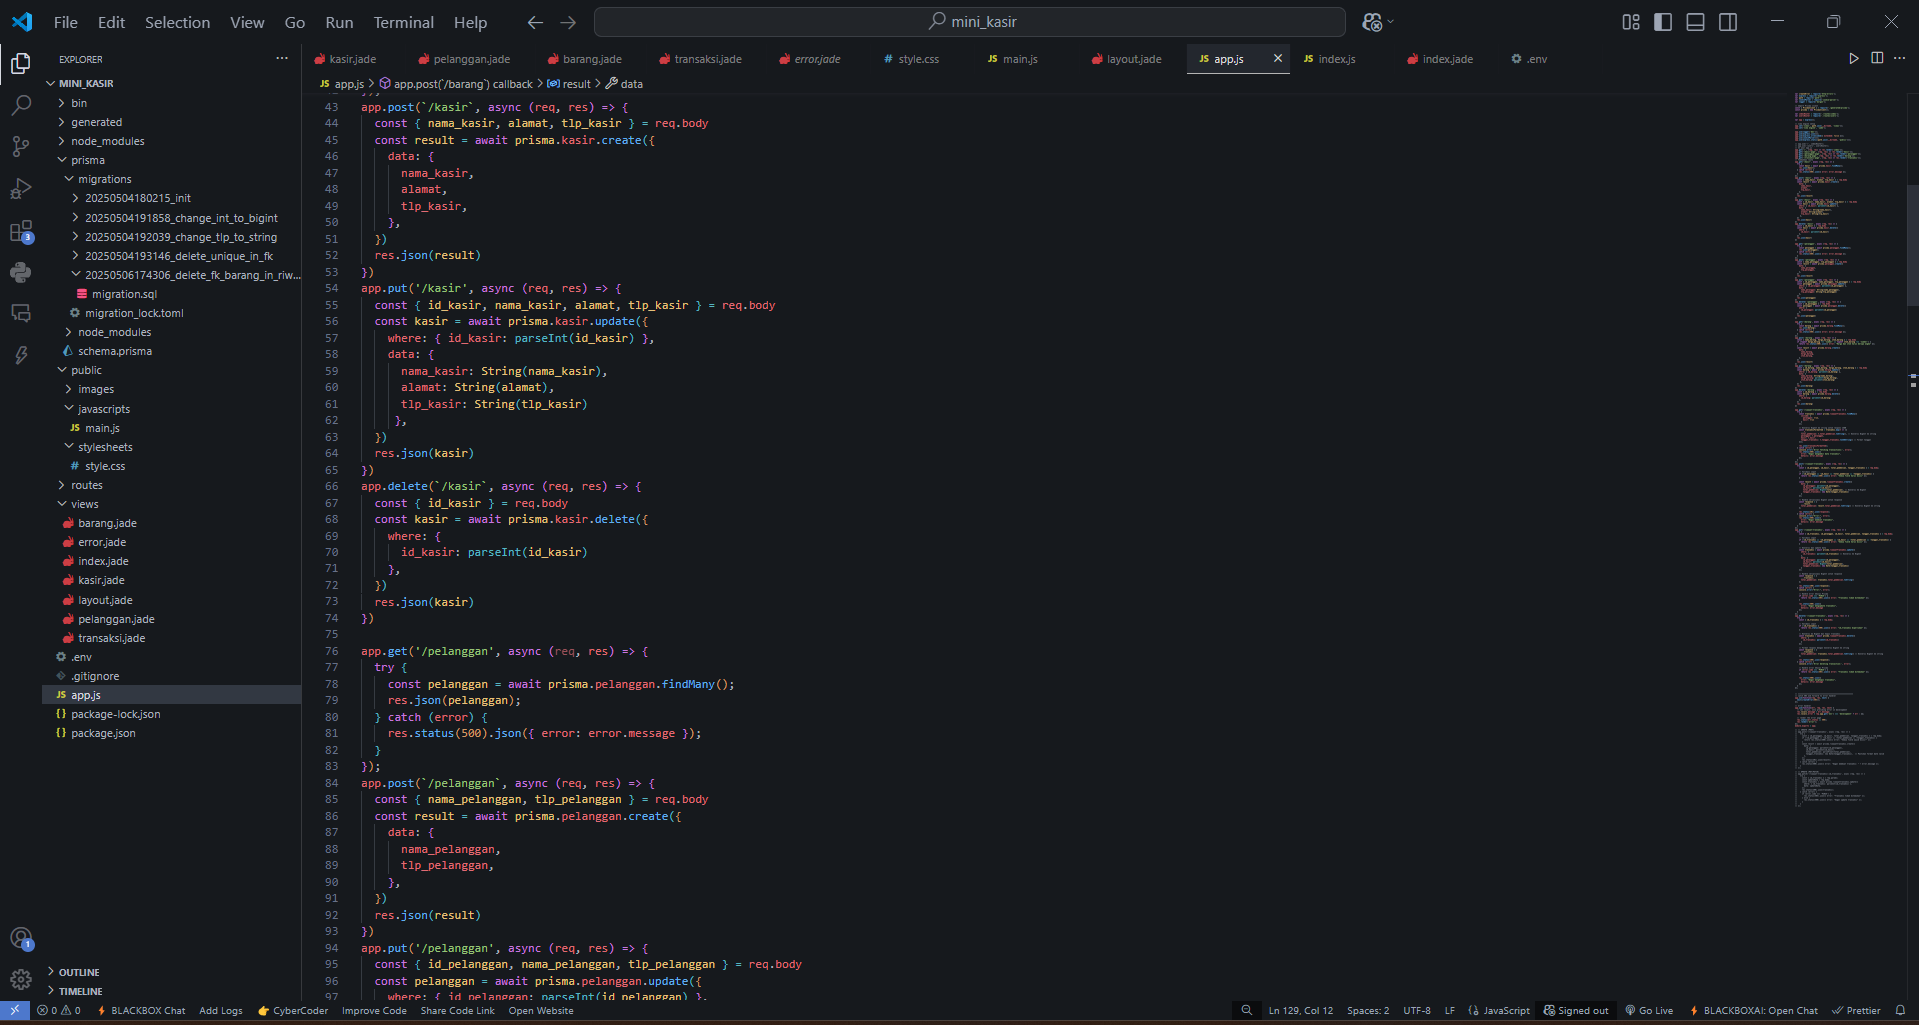 File Edit Selection View Go Run Terminal Help
mini_kasir
EXPLORER
MINI_KASIR
bin
generated
node_modules
prisma
migrations
20250504180215_init
20250504191858_change_int_to_bigint
20250504192039_change_tlp_to_string
20250504193146_delete_unique_in_fk
20250506174306_delete_fk_barang_in_riw...
migration.sql
migration_lock.toml
node_modules
schema.prisma
public
images
javascripts
JS main.js
stylesheets
# style.css
routes
views
barang.jade
error.jade
index.jade
kasir.jade
layout.jade
pelanggan.jade
transaksi.jade
.env
.gitignore
JS app.js
{} package-lock.json
{} package.json
OUTLINE
TIMELINE
kasir.jade pelanggan.jade barang.jade transaksi.jade error.jade # style.css JS main.js layout.jade JS app.js JS index.js index.jade .env
JS app.js > app.post(`/barang`) callback > result > data
43 app.post(`/kasir`, async (req, res) => {
44 const { nama_kasir, alamat, tlp_kasir } = req.body
45 const result = await prisma.kasir.create({
46 data: {
47 nama_kasir,
48 alamat,
49 tlp_kasir,
50 },
51 })
52 res.json(result)
53 })
54 app.put('/kasir', async (req, res) => {
55 const { id_kasir, nama_kasir, alamat, tlp_kasir } = req.body
56 const kasir = await prisma.kasir.update({
57 where: { id_kasir: parseInt(id_kasir) },
58 data: {
59 nama_kasir: String(nama_kasir),
60 alamat: String(alamat),
61 tlp_kasir: String(tlp_kasir)
62 },
63 })
64 res.json(kasir)
65 })
66 app.delete(`/kasir`, async (req, res) => {
67 const { id_kasir } = req.body
68 const kasir = await prisma.kasir.delete({
69 where: {
70 id_kasir: parseInt(id_kasir)
71 },
72 })
73 res.json(kasir)
74 })
75
76 app.get('/pelanggan', async (req, res) => {
77 try {
78 const pelanggan = await prisma.pelanggan.findMany();
79 res.json(pelanggan);
80 } catch (error) {
81 res.status(500).json({ error: error.message });
82 }
83 });
84 app.post(`/pelanggan`, async (req, res) => {
85 const { nama_pelanggan, tlp_pelanggan } = req.body
86 const result = await prisma.pelanggan.create({
87 data: {
88 nama_pelanggan,
89 tlp_pelanggan,
90 },
91 })
92 res.json(result)
93 })
94 app.put('/pelanggan', async (req, res) => {
95 const { id_pelanggan, nama_pelanggan, tlp_pelanggan } = req.body
96 const pelanggan = await prisma.pelanggan.update({
97 where: { id_pelanggan: parseInt(id_pelanggan) },
0 0 BLACKBOX Chat Add Logs CyberCoder Improve Code Share Code Link Open Website Ln 129, Col 12 Spaces: 2 UTF-8 LF {} JavaScript Signed out Go Live BLACKBOXAI: Open Chat Prettier